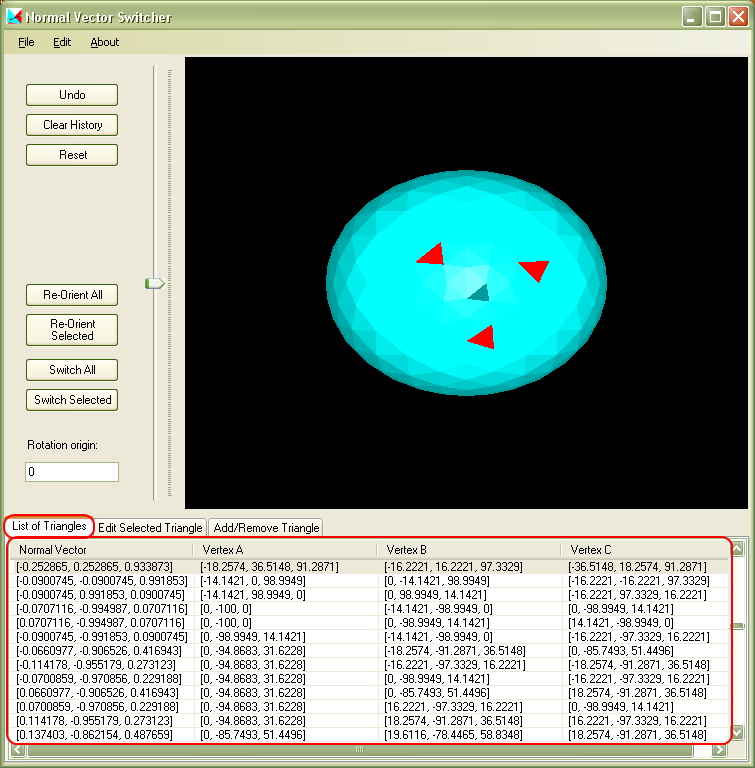 Normal Vector Switcher
File Edit About
Undo
Clear History
Reset
Re-Orient All
Re-Orient
Selected
Switch All
Switch Selected
Rotation origin:
0
List of Triangles Edit Selected Triangle Add/Remove Triangle
Normal Vector Vertex A Vertex B Vertex C
[-0.252865, 0.252865, 0.933873] [-18.2574, 36.5148, 91.2871] [-16.2221, 16.2221, 97.3329] [-36.5148, 18.2574, 91.2871]
[-0.0900745, -0.0900745, 0.991853] [-14.1421, 0, 98.9949] [0, -14.1421, 98.9949] [-16.2221, -16.2221, 97.3329]
[-0.0900745, 0.991853, 0.0900745] [-14.1421, 98.9949, 0] [0, 98.9949, 14.1421] [-16.2221, 97.3329, 16.2221]
[-0.0707116, -0.994987, 0.0707116] [0, -100, 0] [-14.1421, -98.9949, 0] [0, -98.9949, 14.1421]
[0.0707116, -0.994987, 0.0707116] [0, -100, 0] [0, -98.9949, 14.1421] [14.1421, -98.9949, 0]
[-0.0900745, -0.991853, 0.0900745] [0, -98.9949, 14.1421] [-14.1421, -98.9949, 0] [-16.2221, -97.3329, 16.2221]
[-0.0660977, -0.906526, 0.416943] [0, -94.8683, 31.6228] [-18.2574, -91.2871, 36.5148] [0, -85.7493, 51.4496]
[-0.114178, -0.955179, 0.273123] [0, -94.8683, 31.6228] [-16.2221, -97.3329, 16.2221] [-18.2574, -91.2871, 36.5148]
[-0.0700859, -0.970856, 0.229188] [0, -94.8683, 31.6228] [0, -98.9949, 14.1421] [-16.2221, -97.3329, 16.2221]
[0.0660977, -0.906526, 0.416943] [0, -94.8683, 31.6228] [0, -85.7493, 51.4496] [18.2574, -91.2871, 36.5148]
[0.0700859, -0.970856, 0.229188] [0, -94.8683, 31.6228] [16.2221, -97.3329, 16.2221] [0, -98.9949, 14.1421]
[0.114178, -0.955179, 0.273123] [0, -94.8683, 31.6228] [18.2574, -91.2871, 36.5148] [16.2221, -97.3329, 16.2221]
[0.137403, -0.862154, 0.487659] [0, -85.7493, 51.4496] [19.6116, -78.4465, 58.8348] [18.2574, -91.2871, 36.5148]